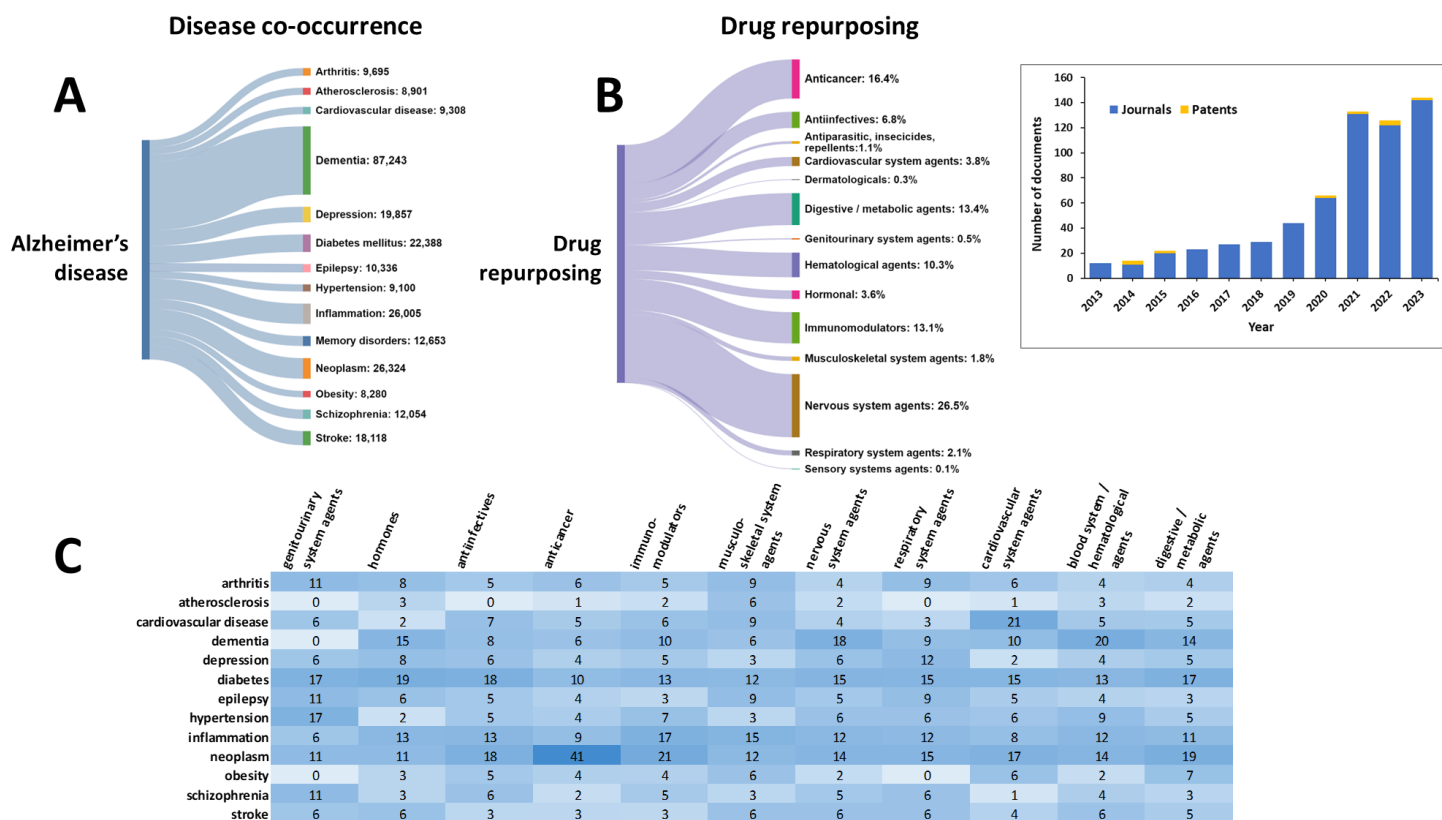 Disease co-occurrence
A
Alzheimer's
disease
Arthritis: 9,695
Atherosclerosis: 8,901
Cardiovascular disease: 9,308
Dementia: 87,243
Depression: 19,857
Diabetes mellitus: 22,388
Epilepsy: 10,336
Hypertension: 9,100
Inflammation: 26,005
Memory disorders: 12,653
Neoplasm: 26,324
Obesity: 8,280
Schizophrenia: 12,054
Stroke: 18,118
Drug repurposing
B
Drug
repurposing
Anticancer: 16.4%
Antiinfectives: 6.8%
Antiparasitic, insecicides,
repellents:1.1%
Cardiovascular system agents: 3.8%
Dermatologicals: 0.3%
Digestive / metabolic agents: 13.4%
Genitourinary system agents: 0.5%
Hematological agents: 10.3%
Hormonal: 3.6%
Immunomodulators: 13.1%
Musculoskeletal system agents: 1.8%
Nervous system agents: 26.5%
Respiratory system agents: 2.1%
Sensory systems agents: 0.1%
Number of documents
160
140
120
100
80
60
40
20
0
Journals Patents
2013 2014 2015 2016 2017 2018 2019 2020 2021 2022 2023
Year
C
genitourinary
system agents
hormones
antiinfectives
anticancer
immuno-
modulators
musculo-
skeletal system
agents
nervous
system agents
respiratory
system agents
cardiovascular
system agents
blood system /
hematological
agents
digestive /
metabolic
agents
arthritis 11 8 5 6 5 9 4 9 6 4 4
atherosclerosis 0 3 0 1 2 6 2 0 1 3 2
cardiovascular disease 6 2 7 5 6 9 4 3 21 5 5
dementia 0 15 8 6 10 6 18 9 10 20 14
depression 6 8 6 4 5 3 6 12 2 4 5
diabetes 17 19 18 10 13 12 15 15 15 13 17
epilepsy 11 6 5 4 3 9 5 9 5 4 3
hypertension 17 2 5 4 7 3 6 6 6 9 5
inflammation 6 13 13 9 17 15 12 12 8 12 11
neoplasm 11 11 18 41 21 12 14 15 17 14 19
obesity 0 3 5 4 4 6 2 0 6 2 7
schizophrenia 11 3 6 2 5 3 5 6 1 4 3
stroke 6 6 3 3 3 6 6 6 4 6 5